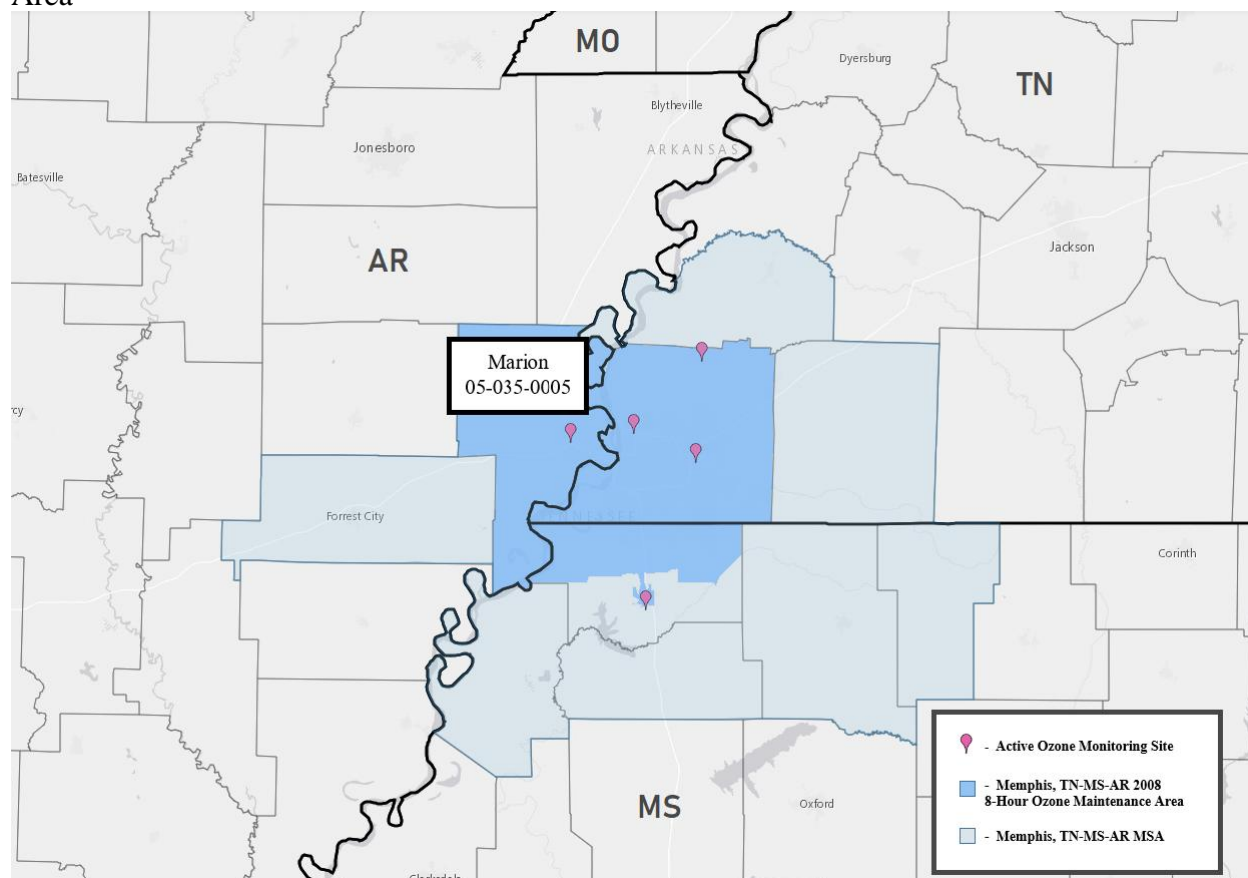 Area
MO
Dyersburg
TN
Blytheville
ARKANSAS
Jonesboro
Batesville
Jackson
AR
Marion
05-035-0005
rcy
Forrest City
Corinth
- Active Ozone Monitoring Site
- Memphis, TN-MS-AR 2008
8-Hour Ozone Maintenance Area
- Memphis, TN-MS-AR MSA
MS
Oxford